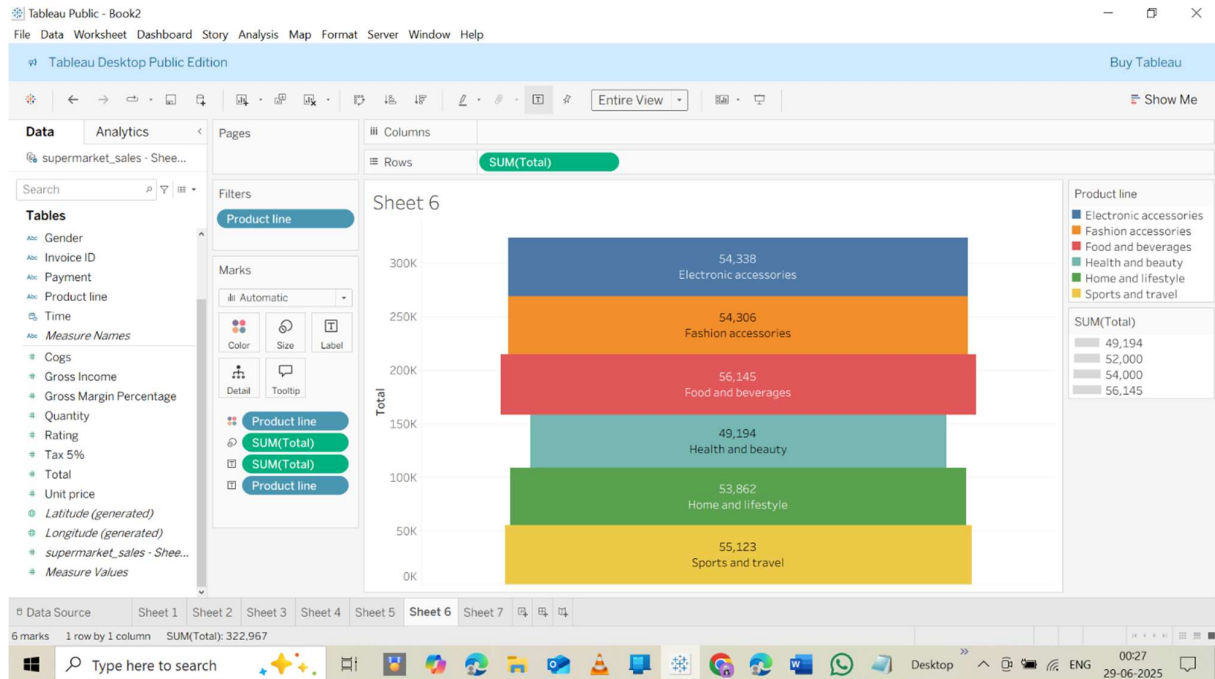 Tableau Public - Book2
File Data Worksheet Dashboard Story Analysis Map Format Server Window Help
Tableau Desktop Public Edition
Buy Tableau
Entire View
Show Me
Data Analytics
supermarket_sales - Shee...
Search
Tables
Abc Gender
Abc Invoice ID
Abc Payment
Abc Product line
Time
Abc Measure Names
# Cogs
# Gross Income
# Gross Margin Percentage
# Quantity
# Rating
# Tax 5%
# Total
# Unit price
Latitude (generated)
Longitude (generated)
# supermarket_sales - Shee...
# Measure Values
Pages
Filters
Product line
Marks
Automatic
Color Size Label
Detail Tooltip
Product line
SUM(Total)
SUM(Total)
Product line
Columns
Rows SUM(Total)
Sheet 6
Total
300K
250K
200K
150K
100K
50K
0K
54,338
Electronic accessories
54,306
Fashion accessories
56,145
Food and beverages
49,194
Health and beauty
53,862
Home and lifestyle
55,123
Sports and travel
Product line
Electronic accessories
Fashion accessories
Food and beverages
Health and beauty
Home and lifestyle
Sports and travel
SUM(Total)
49,194
52,000
54,000
56,145
Data Source Sheet 1 Sheet 2 Sheet 3 Sheet 4 Sheet 5 Sheet 6 Sheet 7
6 marks 1 row by 1 column SUM(Total): 322,967
Type here to search
Desktop
ENG
00:27
29-06-2025